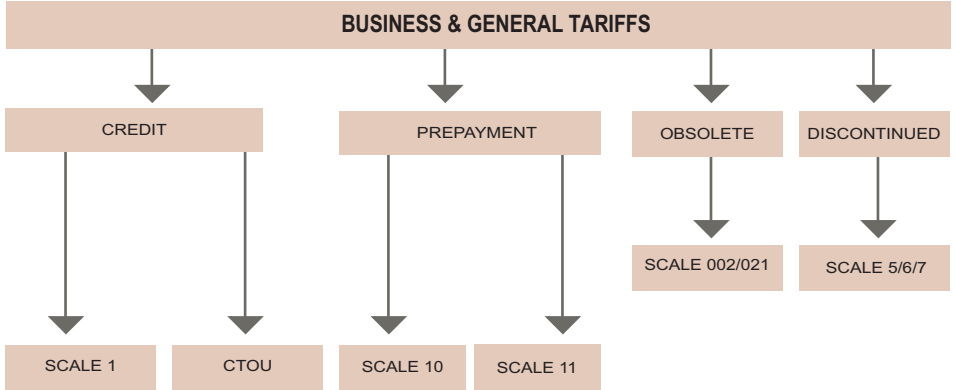 BUSINESS & GENERAL TARIFFS
CREDIT
PREPAYMENT
OBSOLETE
DISCONTINUED
SCALE 002/021
SCALE 5/6/7
SCALE 1
CTOU
SCALE 10
SCALE 11